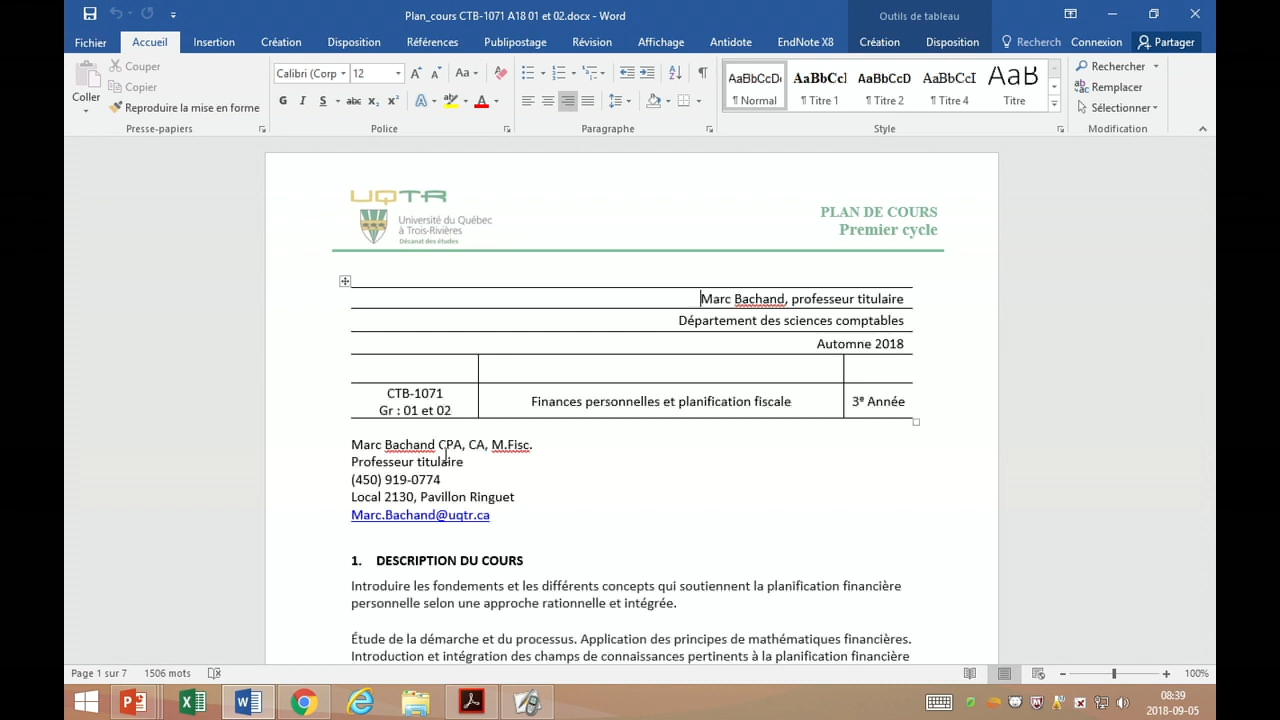 Plan_cours CTB-1071 A18 01 et 02.docx - Word
Outils de tableau
Fichier Accueil Insertion Création Disposition Références Publipostage Révision Affichage Antidote EndNote X8 Création Disposition Recherch Connexion Partager
Coller
Couper
Copier
Reproduire la mise en forme
Presse-papiers
Calibri (Corp 12
G I S abc x₂ x²
Police
Paragraphe
AaBbCcDı AaBbCcI AaBbCcD AaBbCcI AaB
¶ Normal ¶ Titre 1 ¶ Titre 2 ¶ Titre 4 Titre
Style
Rechercher
Remplacer
Sélectionner
Modification
UQTR
Université du Québec
à Trois-Rivières
Décanat des études
PLAN DE COURS
Premier cycle
Marc Bachand, professeur titulaire
Département des sciences comptables
Automne 2018
CTB-1071
Gr : 01 et 02
Finances personnelles et planification fiscale
3e Année
Marc Bachand CPA, CA, M.Fisc.
Professeur titulaire
(450) 919-0774
Local 2130, Pavillon Ringuet
Marc.Bachand@uqtr.ca
1. DESCRIPTION DU COURS
Introduire les fondements et les différents concepts qui soutiennent la planification financière
personnelle selon une approche rationnelle et intégrée.
Étude de la démarche et du processus. Application des principes de mathématiques financières.
Introduction et intégration des champs de connaissances pertinents à la planification financière
Page 1 sur 7 1506 mots
100%
08:39
2018-09-05